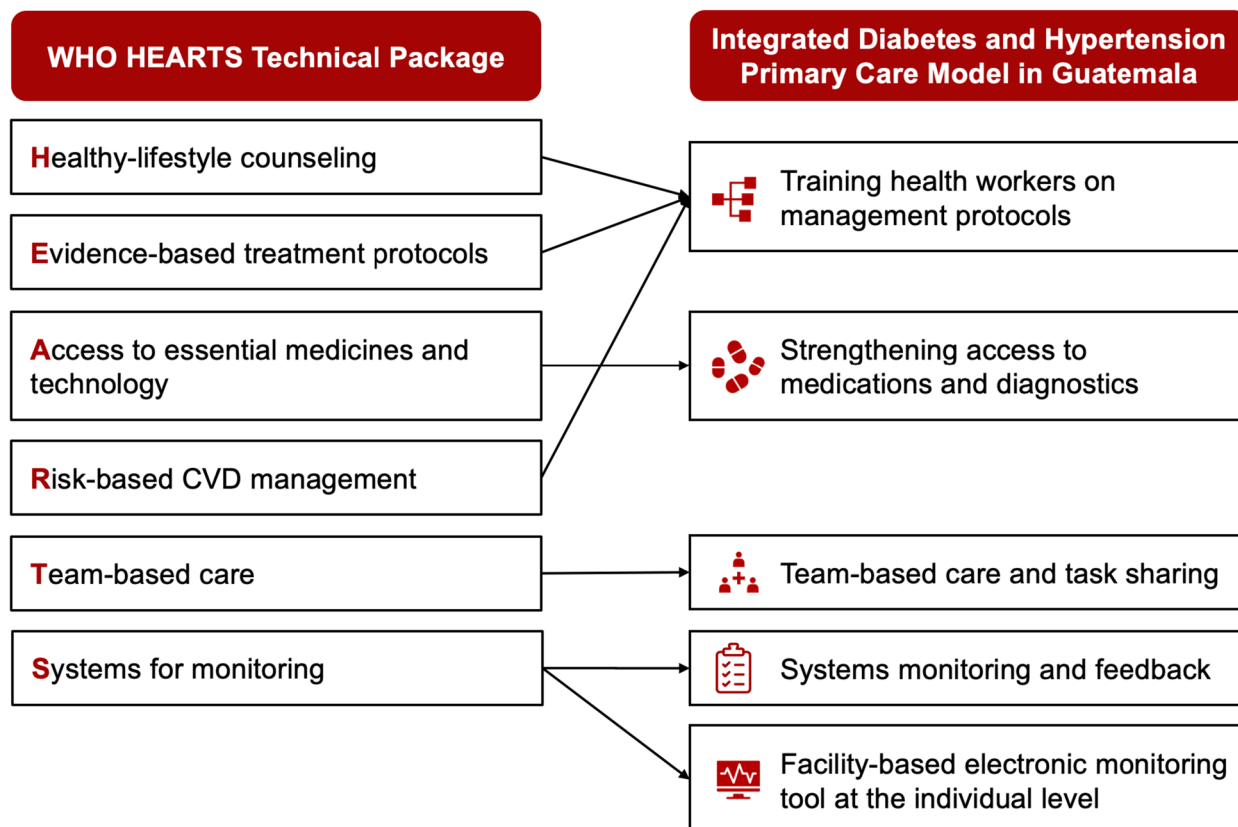 WHO HEARTS Technical Package
Healthy-lifestyle counseling
Evidence-based treatment protocols
Access to essential medicines and
technology
Risk-based CVD management
Team-based care
Systems for monitoring
Integrated Diabetes and Hypertension
Primary Care Model in Guatemala
Training health workers on
management protocols
Strengthening access to
medications and diagnostics
Team-based care and task sharing
Systems monitoring and feedback
Facility-based electronic monitoring
tool at the individual level